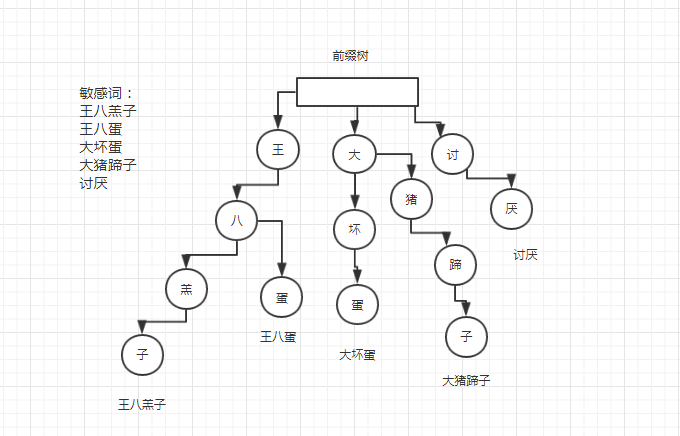 前缀树
敏感词：
王八羔子
王八蛋
大坏蛋
大猪蹄子
讨厌
王
大
讨
猪
厌
八
坏
讨厌
蹄
羔
蛋
蛋
子
王八蛋
子
大坏蛋
大猪蹄子
王八羔子